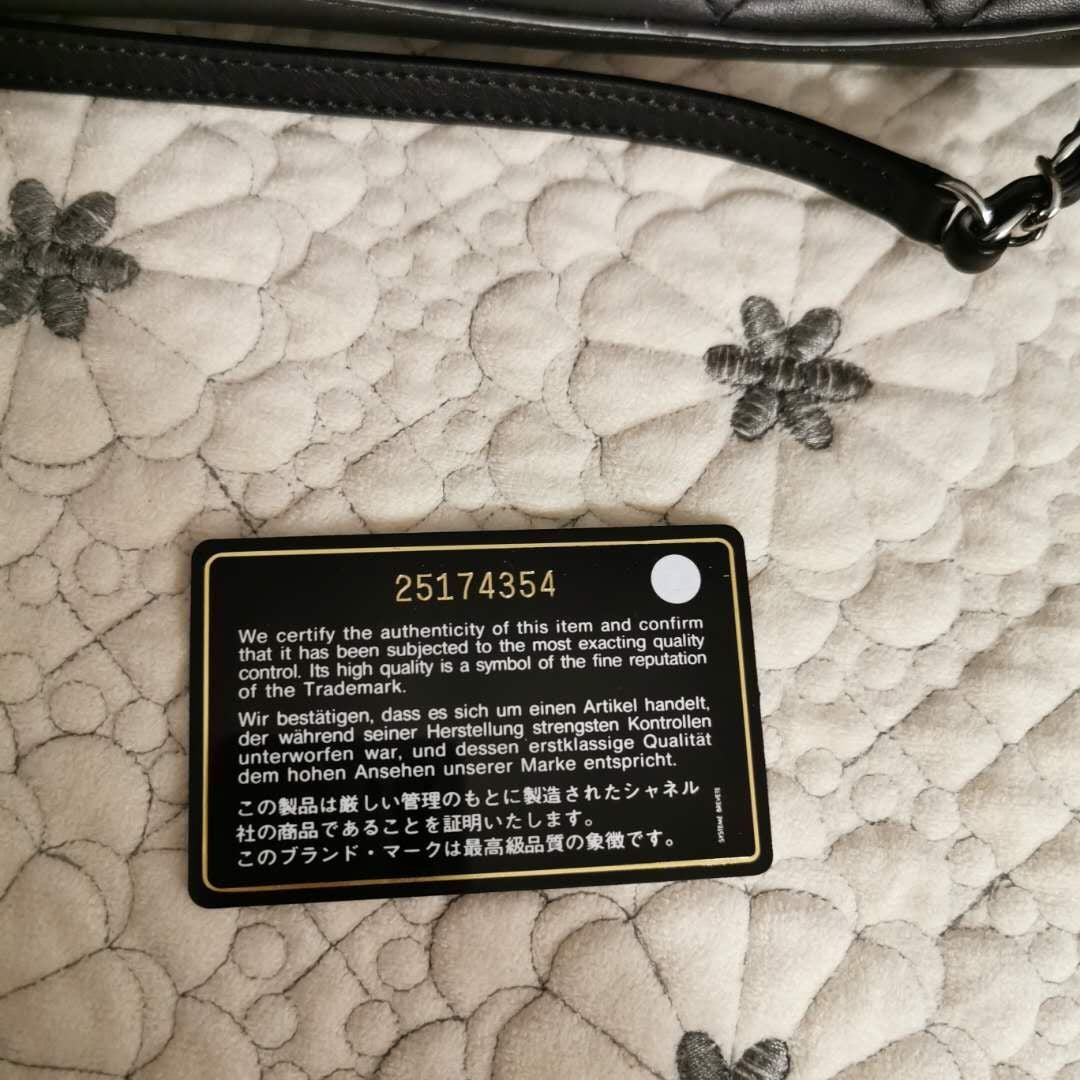 25174354
We certify the authenticity of this item and confirm
that it has been subjected to the most exacting quality
control. Its high quality is a symbol of the fine reputation
of the Trademark.
Wir bestätigen, dass es sich um einen Artikel handelt,
der während seiner Herstellung strengsten Kontrollen
unterworfen war, und dessen erstklassige Qualität
dem hohen Ansehen unserer Marke entspricht.
この製品は厳しい管理のもとに製造されたシャネル
社の商品であることを証明いたします。
このブランド・マークは最高級品質の象徴です。
SYSTEME BREVETE